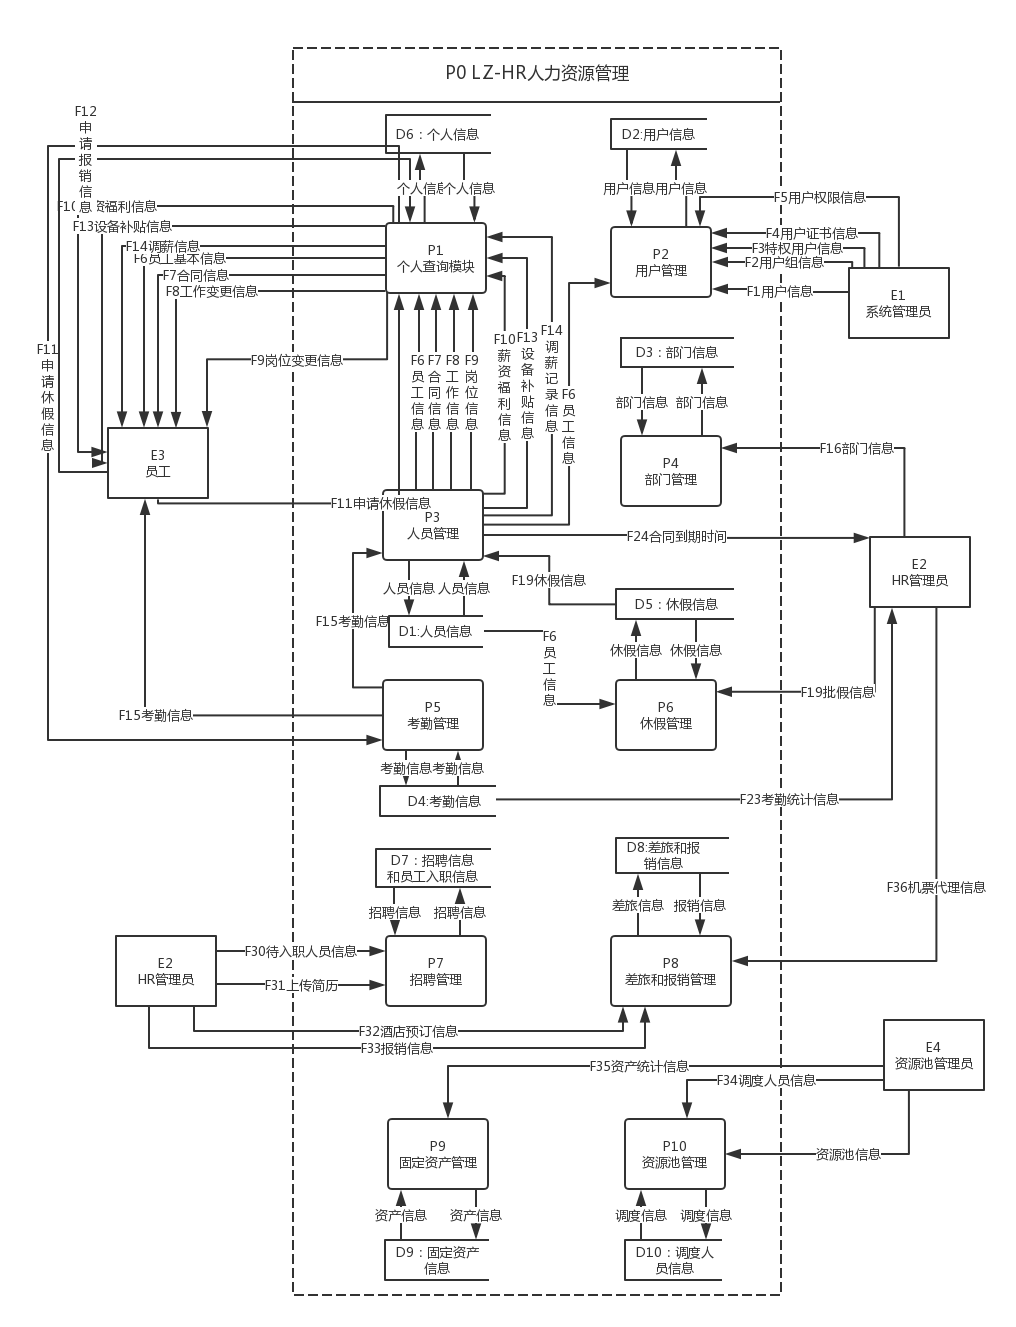 P0 LZ-HR人力资源管理
F12
申
请
报
销
信
息
D6：个人信息
D2:用户信息
个人信息
个人信息
用户信息
用户信息
F5用户权限信息
资福利信息
F13设备补贴信息
F14调薪信息
F6员工基本信息
F7合同信息
F8工作变更信息
F9岗位变更信息
P1
个人查询模块
P2
用户管理
F4用户证书信息
F3特权用户信息
F2用户组信息
F1用户信息
E1
系统管理员
F11
申
请
休
假
信
息
F6
员
工
信
息
F7
合
同
信
息
F8
工
作
信
息
F9
岗
位
信
息
F10
薪
资
福
利
信
息
F13
设
备
补
贴
信
息
F14
调
薪
记
录
信
息
F6
员
工
信
息
D3：部门信息
部门信息
部门信息
E3
员工
P4
部门管理
F16部门信息
F11申请休假信息
P3
人员管理
F24合同到期时间
E2
HR管理员
F19休假信息
人员信息
人员信息
D5：休假信息
F15考勤信息
D1:人员信息
F6
员
工
信
息
休假信息
休假信息
F15考勤信息
P5
考勤管理
P6
休假管理
F19批假信息
考勤信息
考勤信息
D4:考勤信息
F23考勤统计信息
D7：招聘信息
和员工入职信息
D8:差旅和报
销信息
F36机票代理信息
招聘信息
招聘信息
差旅信息
报销信息
E2
HR管理员
F30待入职人员信息
F31上传简历
P7
招聘管理
P8
差旅和报销管理
F32酒店预订信息
F33报销信息
E4
资源池管理员
F35资产统计信息
F34调度人员信息
P9
固定资产管理
P10
资源池管理
资源池信息
资产信息
资产信息
调度信息
调度信息
D9：固定资产
信息
D10：调度人
员信息